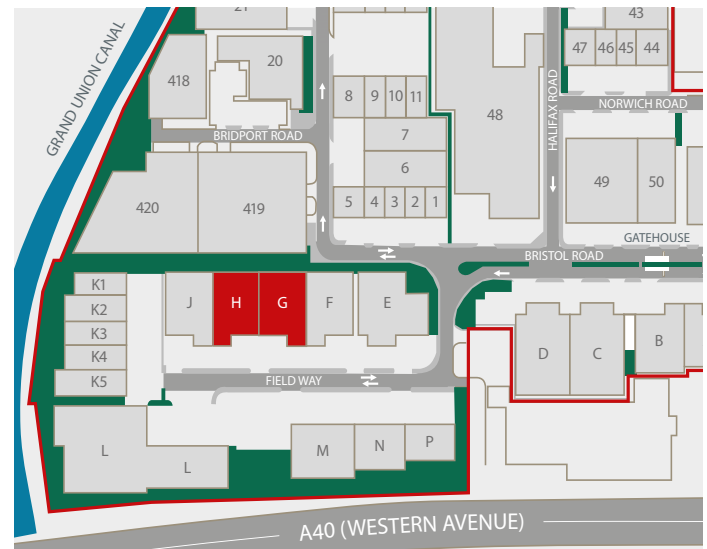 21
43
GRAND UNION CANAL
418
20
47 46 45 44
8 9 10 11
48
HALIFAX ROAD
NORWICH ROAD
BRIDPORT ROAD
7
6
49 50
420 419
5 4 3 2 1
GATEHOUSE
BRISTOL ROAD
K1
K2
K3
K4
K5
J H G F E
D C B
FIELD WAY
L
L
M N P
A40 (WESTERN AVENUE)